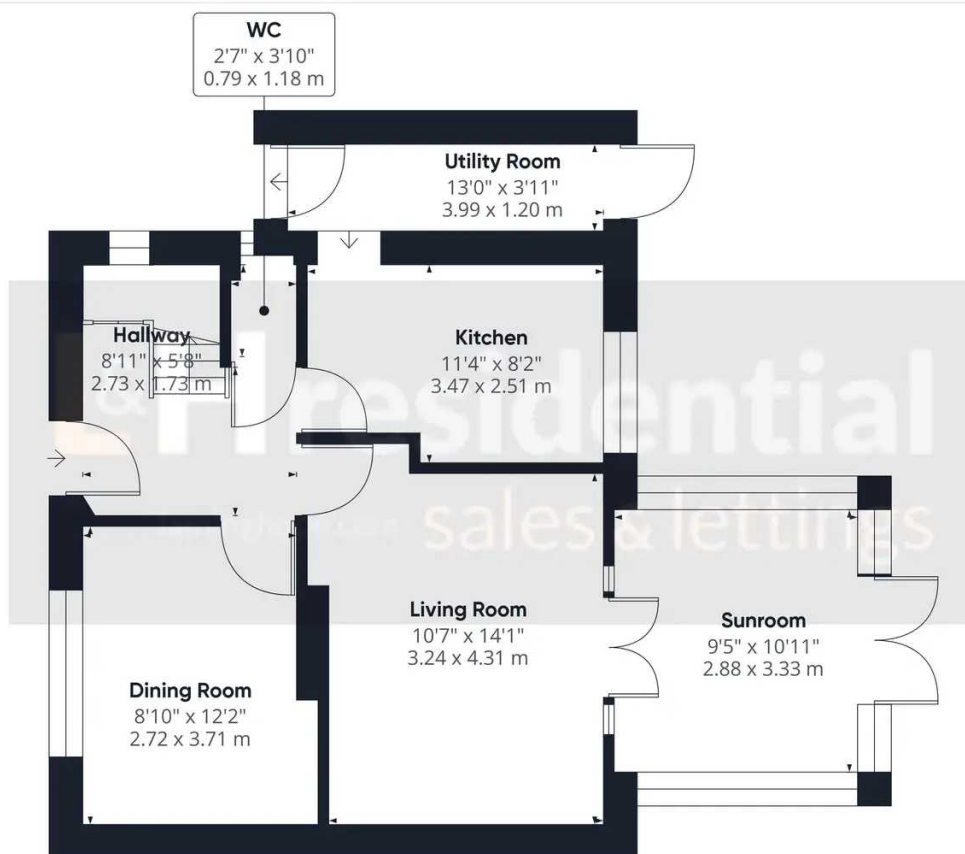 WC
2'7" x 3'10"
0.79 x 1.18 m
Utility Room
13'0" x 3'11"
3.99 x 1.20 m
Hallway
8'11" x 5'8"
2.73 x 1.73 m
Kitchen
11'4" x 8'2"
3.47 x 2.51 m
& residential
sales & lettings
Living Room
10'7" x 14'1"
3.24 x 4.31 m
Sunroom
9'5" x 10'11"
2.88 x 3.33 m
Dining Room
8'10" x 12'2"
2.72 x 3.71 m